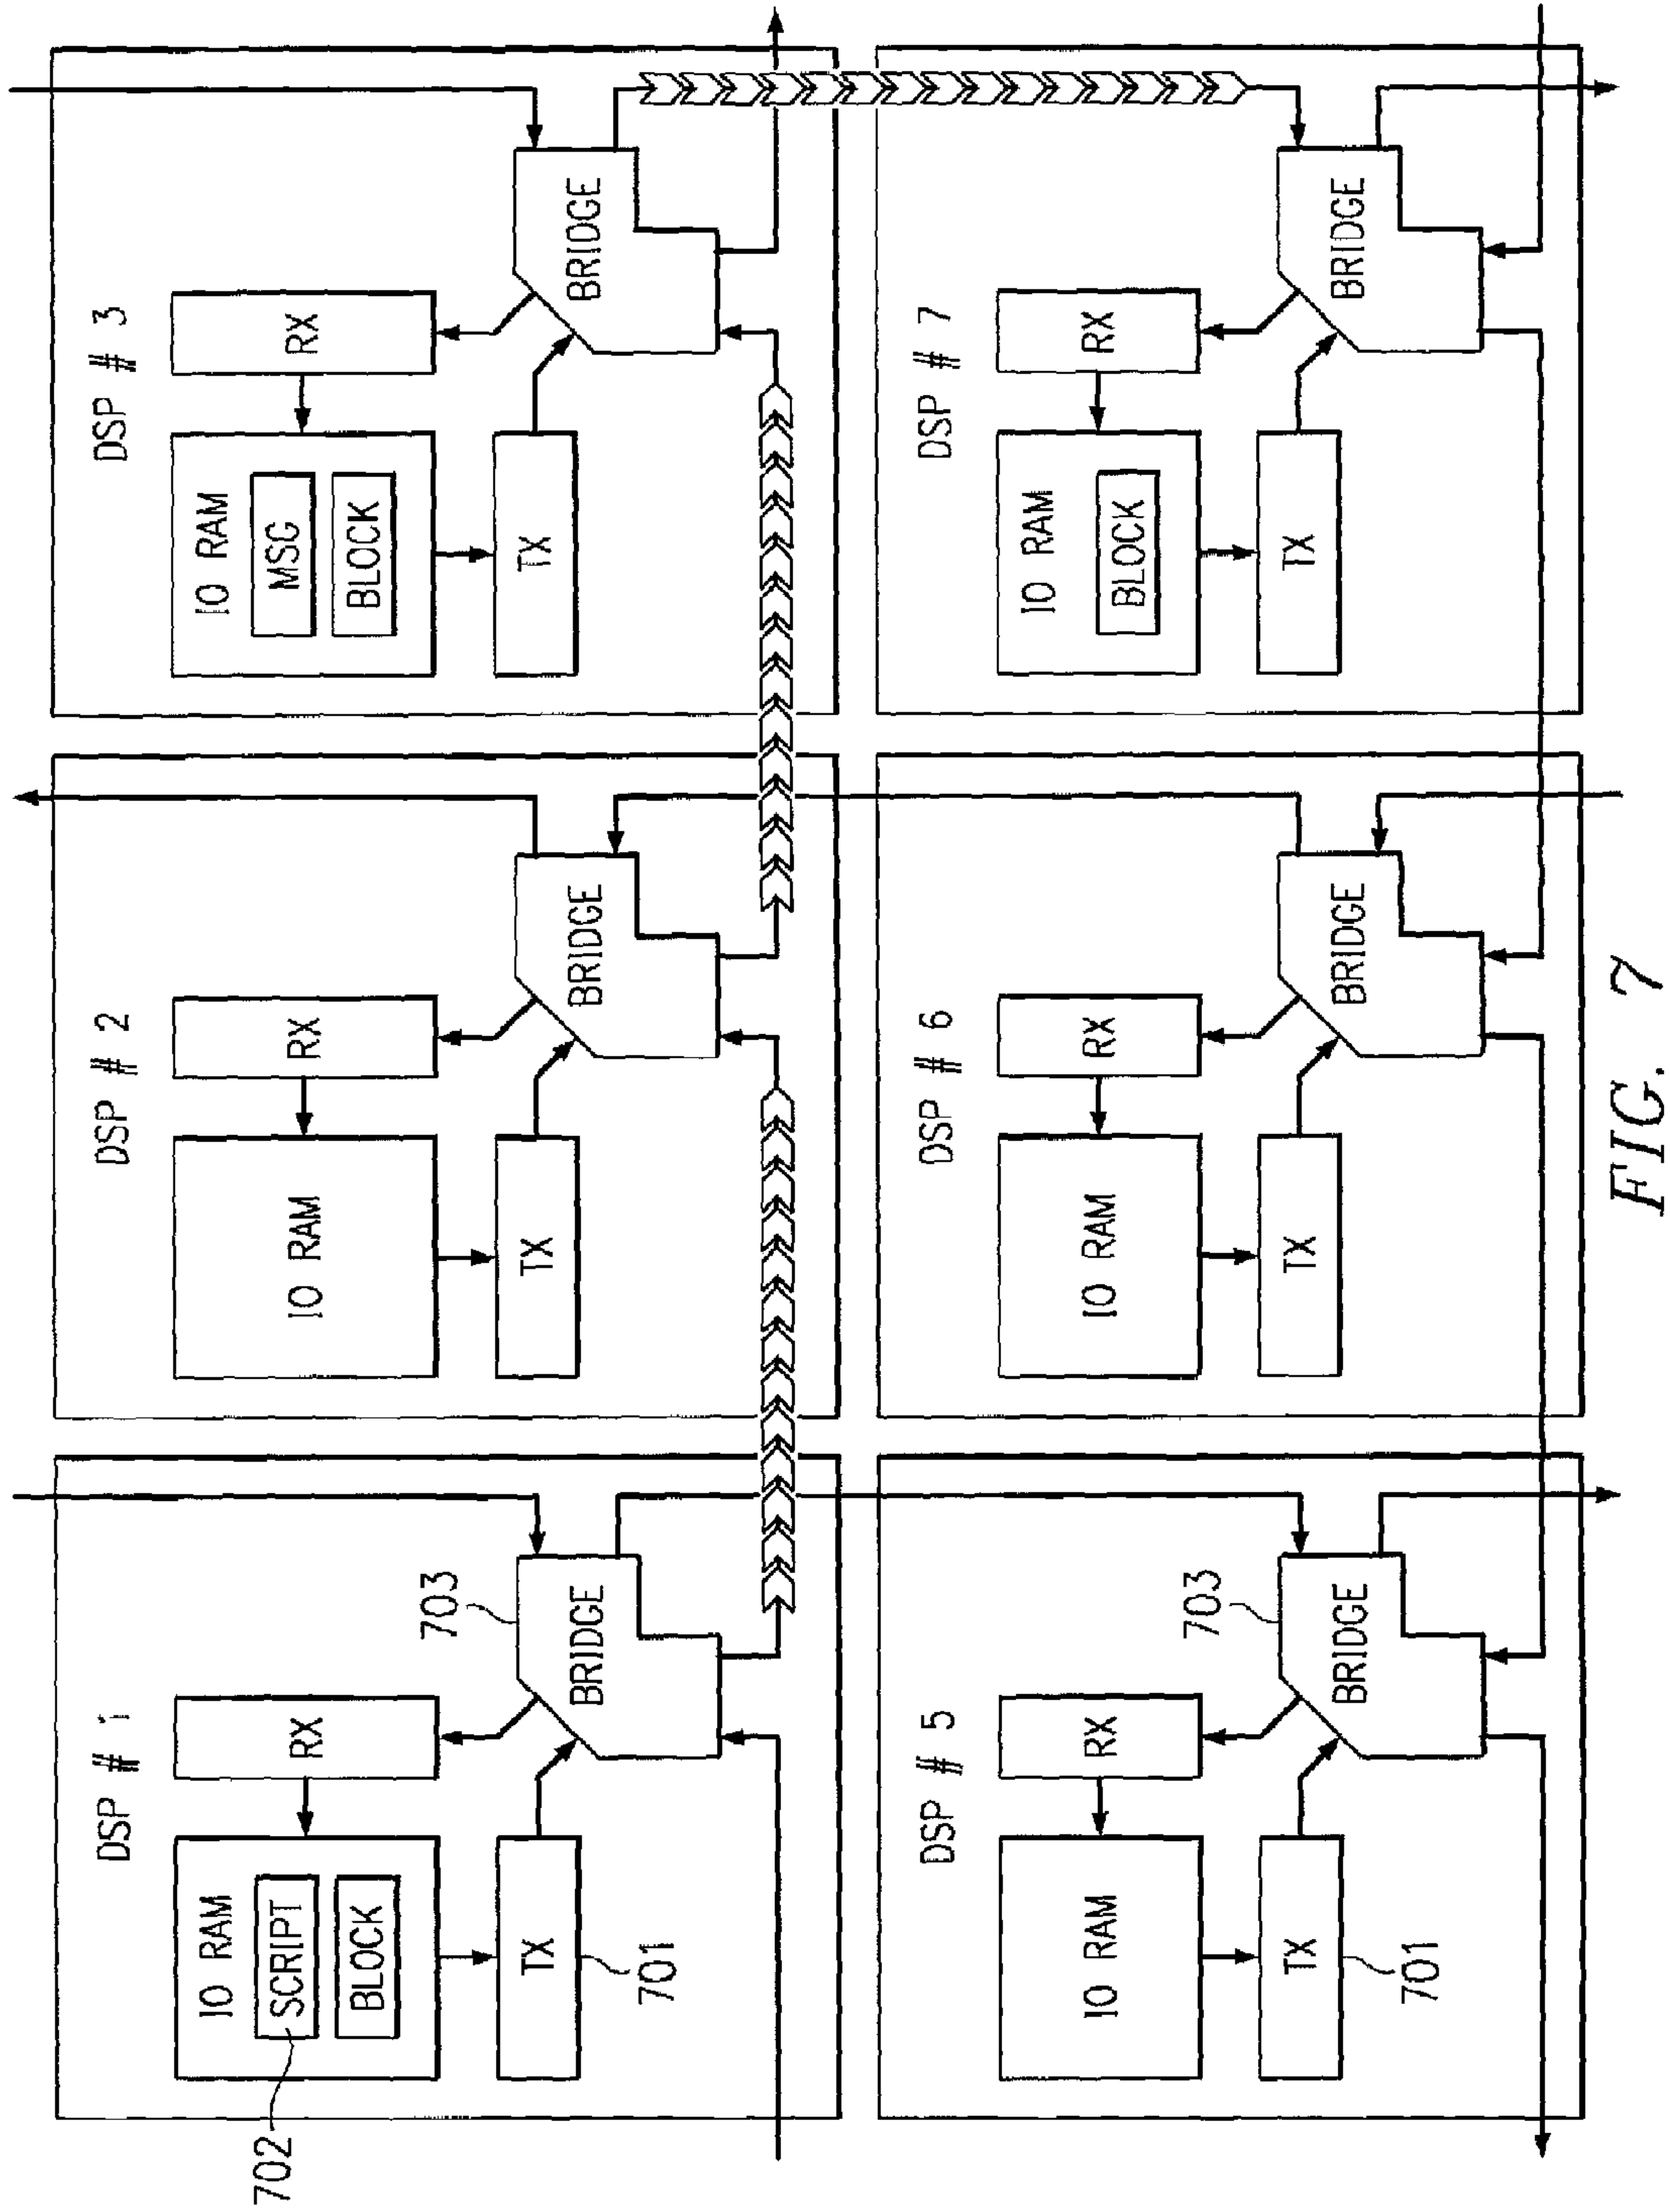 DSP # 1
IO RAM
SCRIPT
BLOCK
702
RX
TX
701
703
BRIDGE
DSP # 2
IO RAM
RX
TX
BRIDGE
DSP # 3
IO RAM
MSG
BLOCK
RX
TX
BRIDGE
DSP # 5
IO RAM
RX
TX
701
703
BRIDGE
DSP # 6
IO RAM
RX
TX
BRIDGE
DSP # 7
IO RAM
BLOCK
RX
TX
BRIDGE
FIG. 7